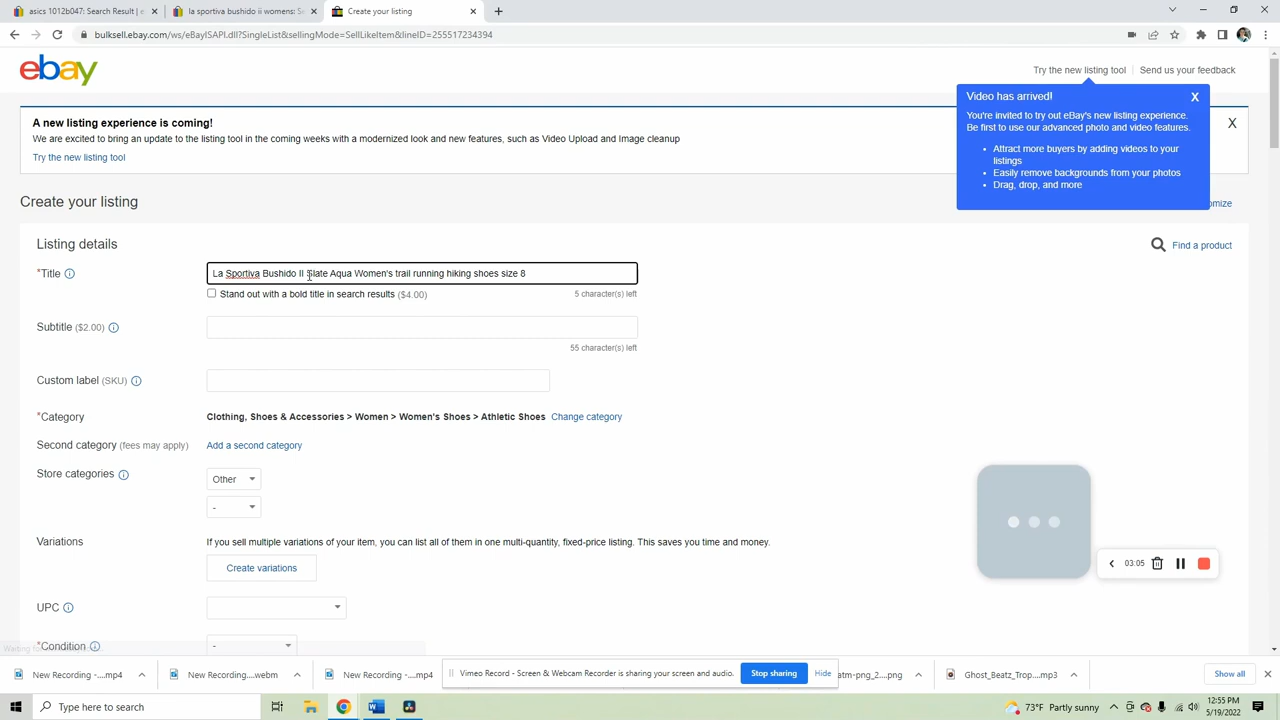 asics 1012b047: Search Result | e
la sportiva bushido ii womens: S
Create your listing
bulksell.ebay.com/ws/eBayISAPI.dll?SingleList&sellingMode=SellLikeItem&lineID=255517234394
ebay
Try the new listing tool
Send us your feedback
Video has arrived!
X
You're invited to try out eBay's new listing experience.
Be first to use our advanced photo and video features.
Attract more buyers by adding videos to your
listings
Easily remove backgrounds from your photos
Drag, drop, and more
A new listing experience is coming!
We are excited to bring an update to the listing tool in the coming weeks with a modernized look and new features, such as Video Upload and Image cleanup
Try the new listing tool
X
Create your listing
omize
Listing details
Find a product
*Title
La Sportiva Bushido II Slate Aqua Women's trail running hiking shoes size 8
Stand out with a bold title in search results ($4.00)
5 character(s) left
Subtitle ($2.00)
55 character(s) left
Custom label (SKU)
*Category
Clothing, Shoes & Accessories > Women > Women's Shoes > Athletic Shoes
Change category
Second category (fees may apply)
Add a second category
Store categories
Other
-
Variations
If you sell multiple variations of your item, you can list all of them in one multi-quantity, fixed-price listing. This saves you time and money.
Create variations
UPC
*Condition
-
03:05
New Recording -....mp4
New Recording....webm
New Recording -....mp4
Vimeo Record - Screen & Webcam Recorder is sharing your screen and audio.
Stop sharing
Hide
atm-png_2....png
Ghost_Beatz_Trop....mp3
Show all
Type here to search
73°F Partly sunny
12:55 PM
5/19/2022